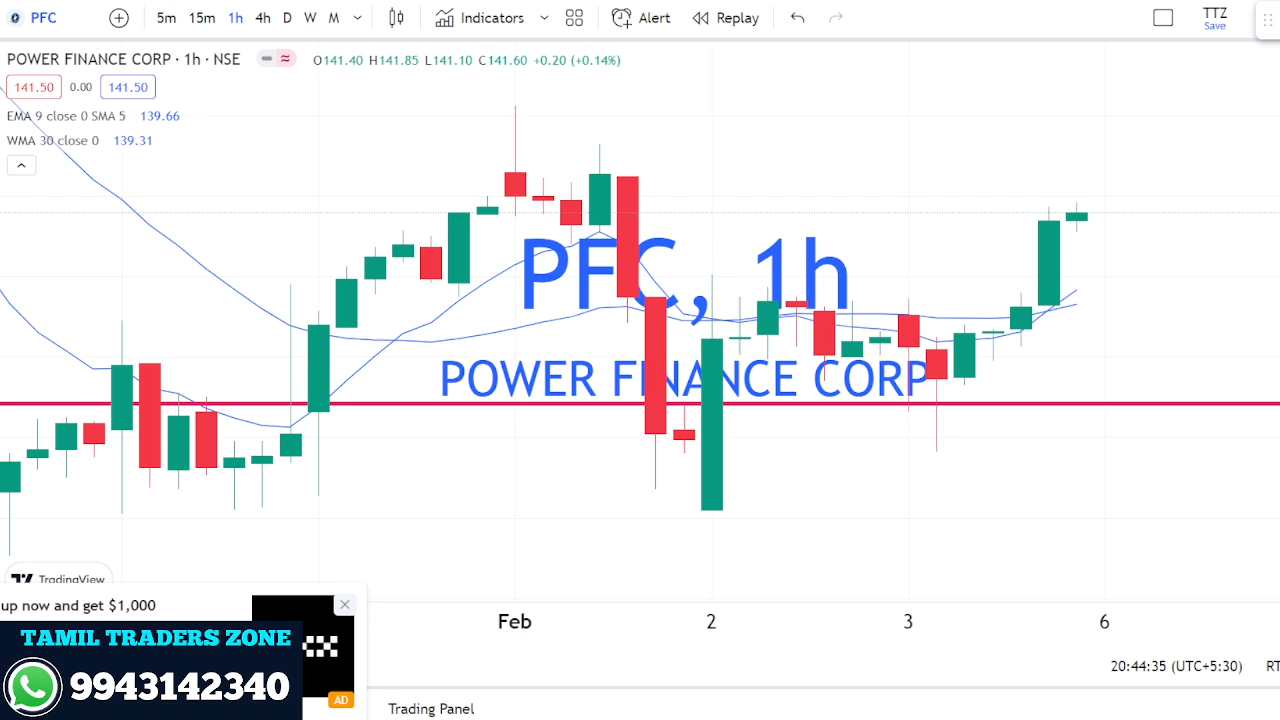 PFC 5m 15m 1h 4h D W M Indicators Alert Replay TTZ
Save
POWER FINANCE CORP · 1h · NSE O141.40 H141.85 L141.10 C141.60 +0.20 (+0.14%)
141.50 0.00 141.50
EMA 9 close 0 SMA 5 139.66
WMA 30 close 0 139.31
PFC, 1h
POWER FINANCE CORP
TradingView
up now and get $1,000
Feb 2 3 6
TAMIL TRADERS ZONE
20:44:35 (UTC+5:30)
9943142340
AD
Trading Panel